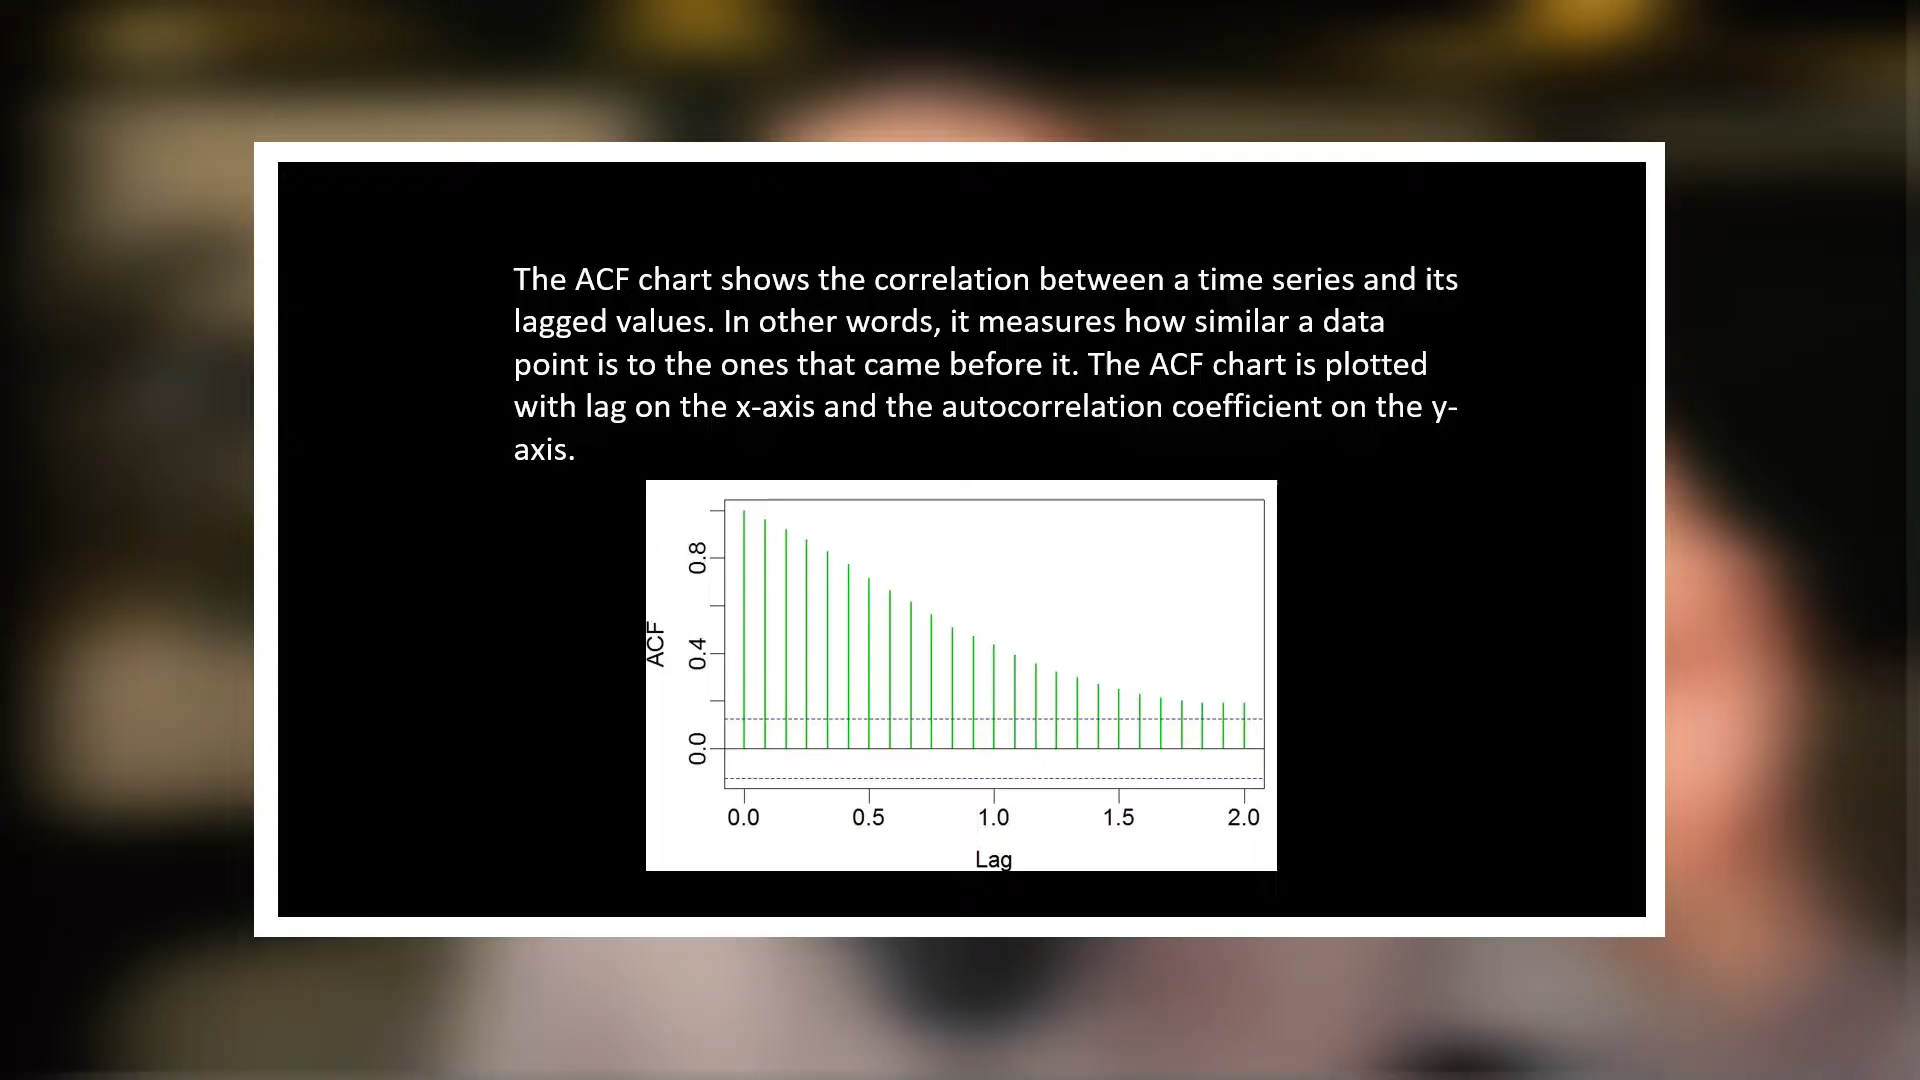 The ACF chart shows the correlation between a time series and its
lagged values. In other words, it measures how similar a data
point is to the ones that came before it. The ACF chart is plotted
with lag on the x-axis and the autocorrelation coefficient on the y-
axis.
ACF
0.8
0.4
0.0
0.0 0.5 1.0 1.5 2.0
Lag